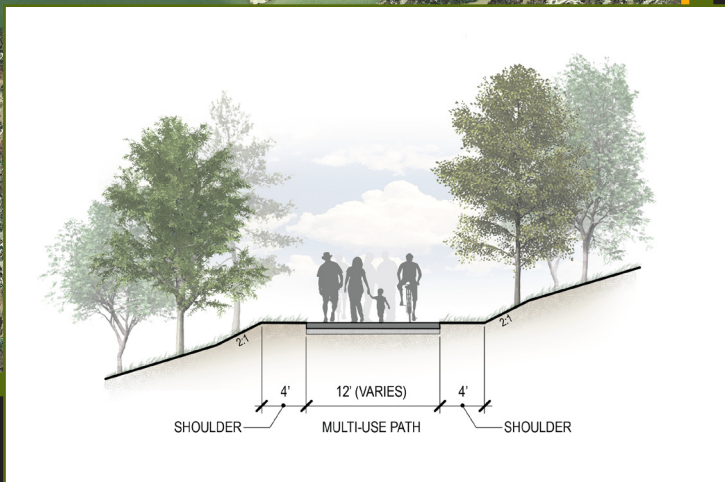 2:1
2:1
4'
12' (VARIES)
4'
SHOULDER
MULTI-USE PATH
SHOULDER